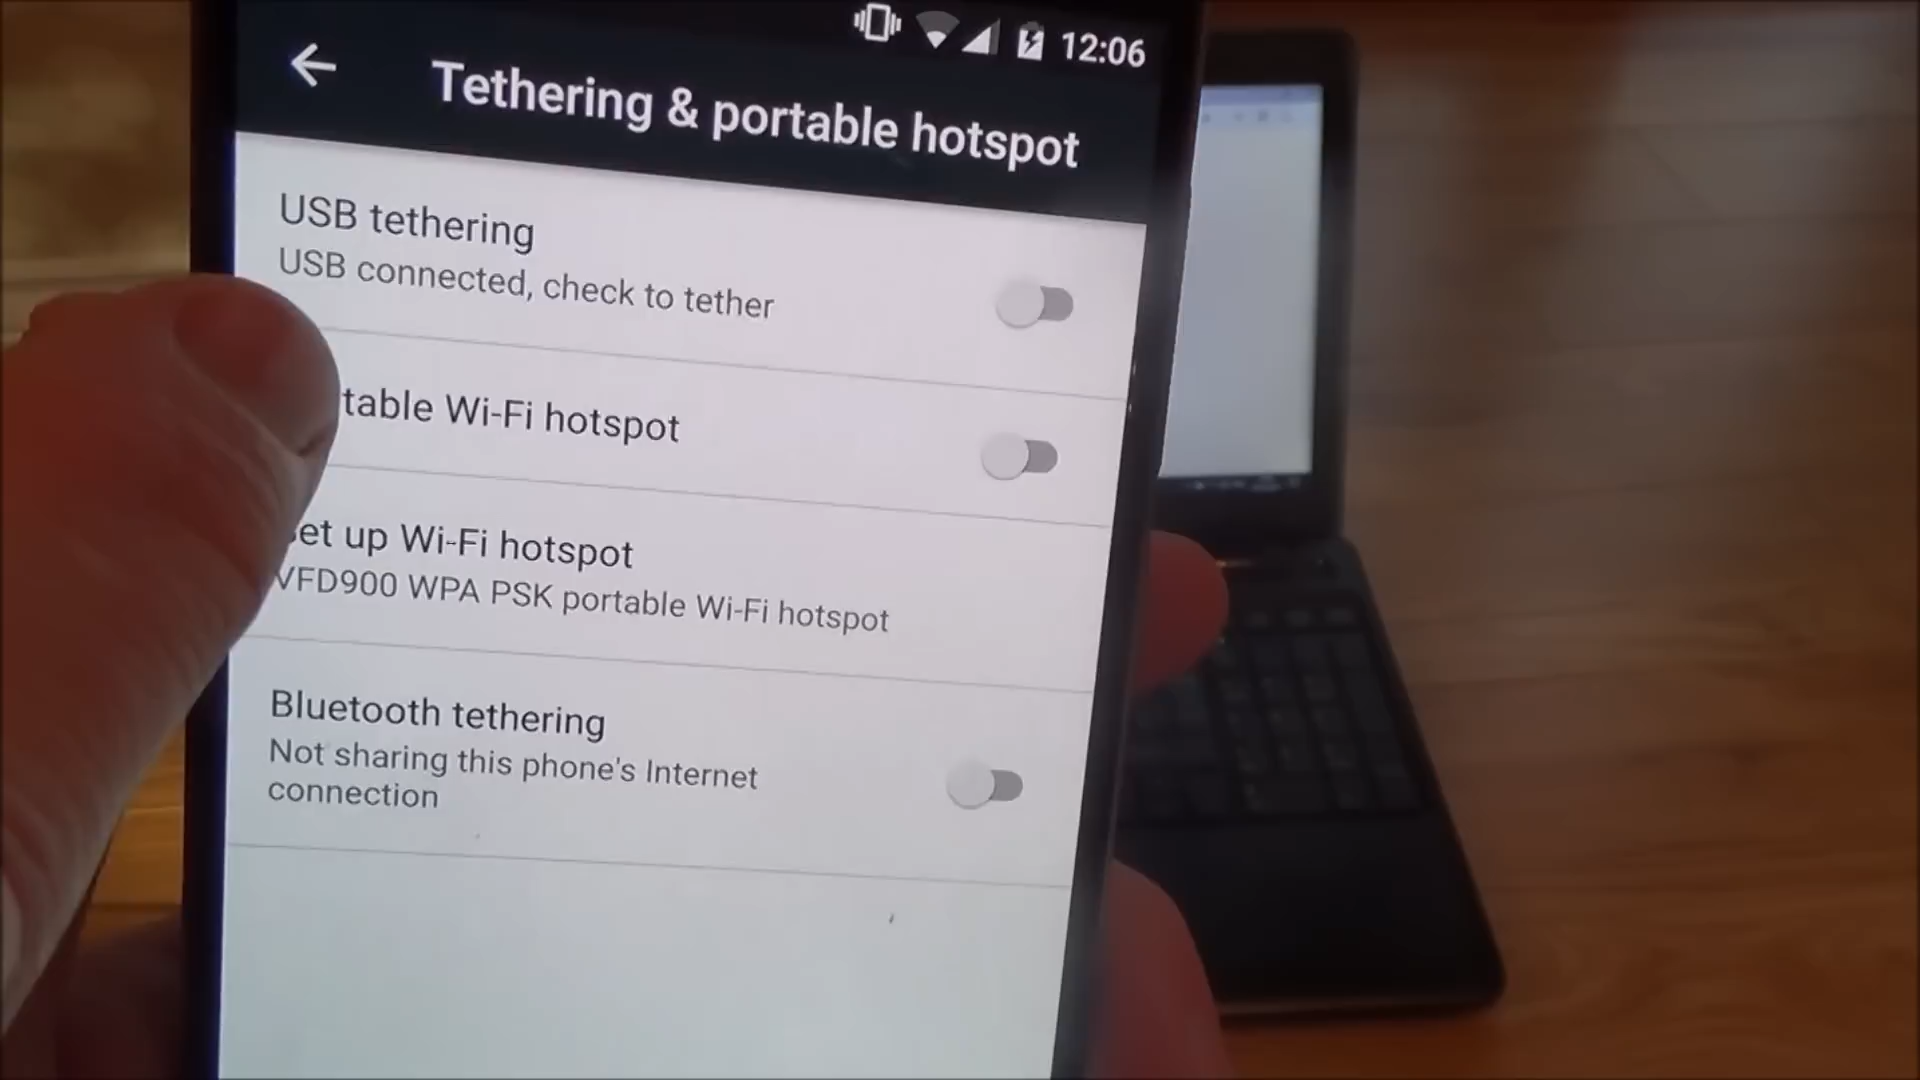 12:06
Tethering & portable hotspot
USB tethering
USB connected, check to tether
table Wi-Fi hotspot
et up Wi-Fi hotspot
VFD900 WPA PSK portable Wi-Fi hotspot
Bluetooth tethering
Not sharing this phone's Internet
connection